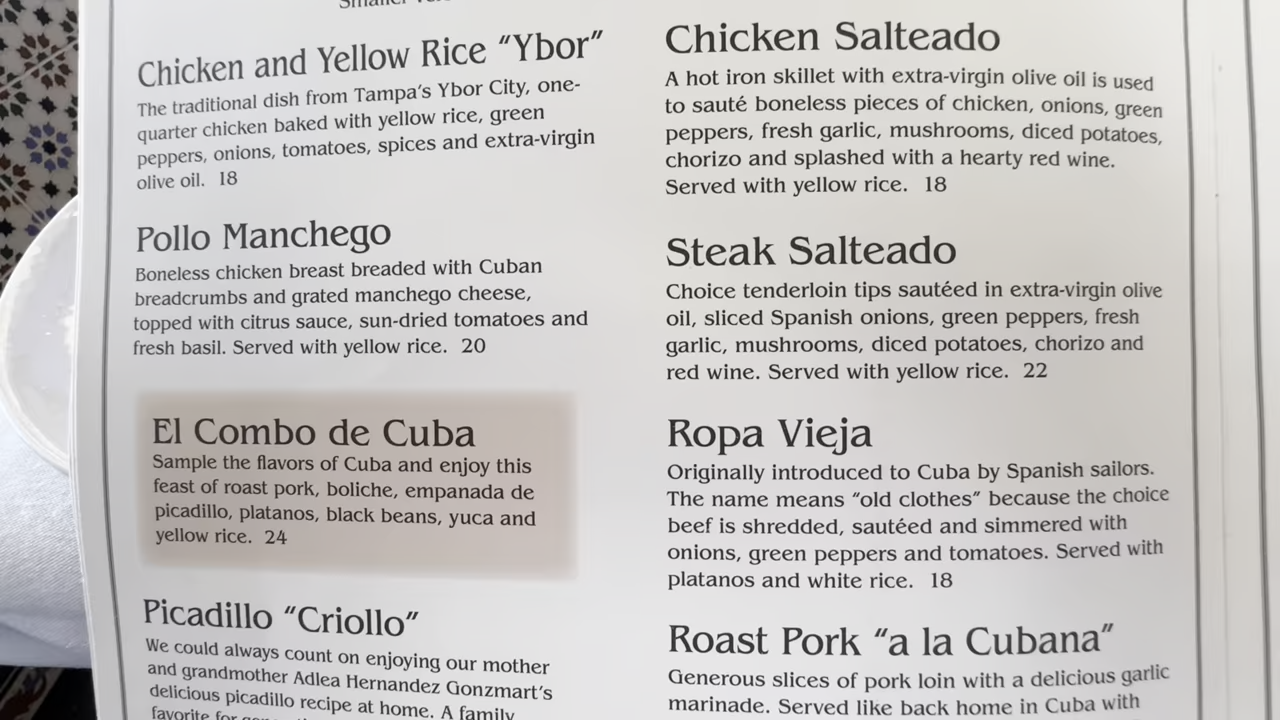 Chicken and Yellow Rice “Ybor”
The traditional dish from Tampa’s Ybor City, one-
quarter chicken baked with yellow rice, green
peppers, onions, tomatoes, spices and extra-virgin
olive oil. 18
Pollo Manchego
Boneless chicken breast breaded with Cuban
breadcrumbs and grated manchego cheese,
topped with citrus sauce, sun-dried tomatoes and
fresh basil. Served with yellow rice. 20
El Combo de Cuba
Sample the flavors of Cuba and enjoy this
feast of roast pork, boliche, empanada de
picadillo, platanos, black beans, yuca and
yellow rice. 24
Picadillo “Criollo”
We could always count on enjoying our mother
and grandmother Adlea Hernandez Gonzmart’s
delicious picadillo recipe at home. A family
favorite for
Chicken Salteado
A hot iron skillet with extra-virgin olive oil is used
to sauté boneless pieces of chicken, onions, green
peppers, fresh garlic, mushrooms, diced potatoes,
chorizo and splashed with a hearty red wine.
Served with yellow rice. 18
Steak Salteado
Choice tenderloin tips sautéed in extra-virgin olive
oil, sliced Spanish onions, green peppers, fresh
garlic, mushrooms, diced potatoes, chorizo and
red wine. Served with yellow rice. 22
Ropa Vieja
Originally introduced to Cuba by Spanish sailors.
The name means “old clothes” because the choice
beef is shredded, sautéed and simmered with
onions, green peppers and tomatoes. Served with
platanos and white rice. 18
Roast Pork “a la Cubana”
Generous slices of pork loin with a delicious garlic
marinade. Served like back home in Cuba with